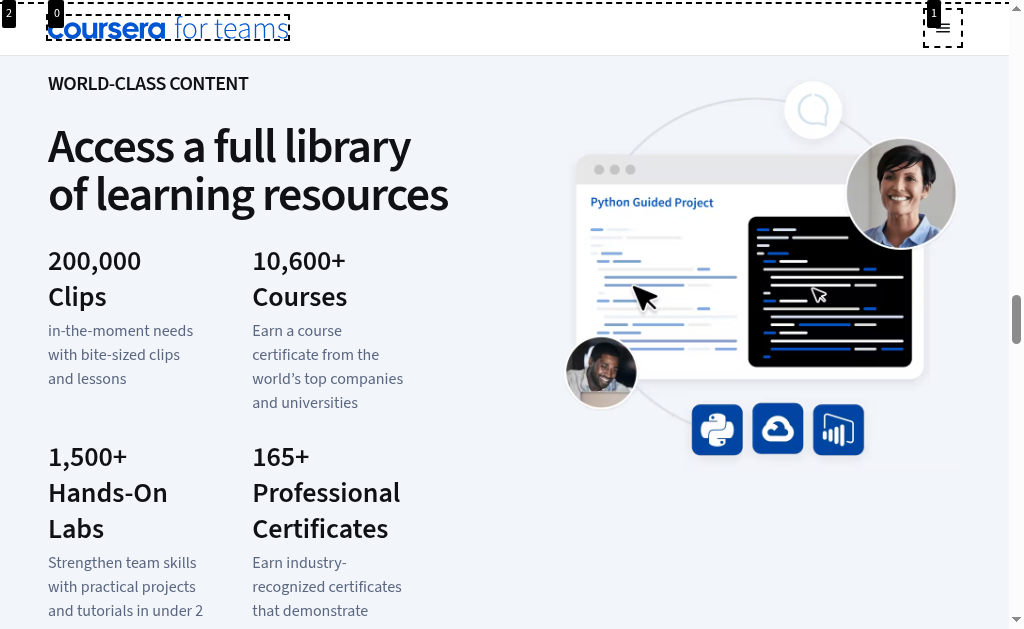 2
0
coursera for teams
1
WORLD-CLASS CONTENT
Access a full library
of learning resources
200,000
Clips
in-the-moment needs
with bite-sized clips
and lessons
10,600+
Courses
Earn a course
certificate from the
world’s top companies
and universities
1,500+
Hands-On
Labs
Strengthen team skills
with practical projects
and tutorials in under 2
165+
Professional
Certificates
Earn industry-
recognized certificates
that demonstrate
Python Guided Project